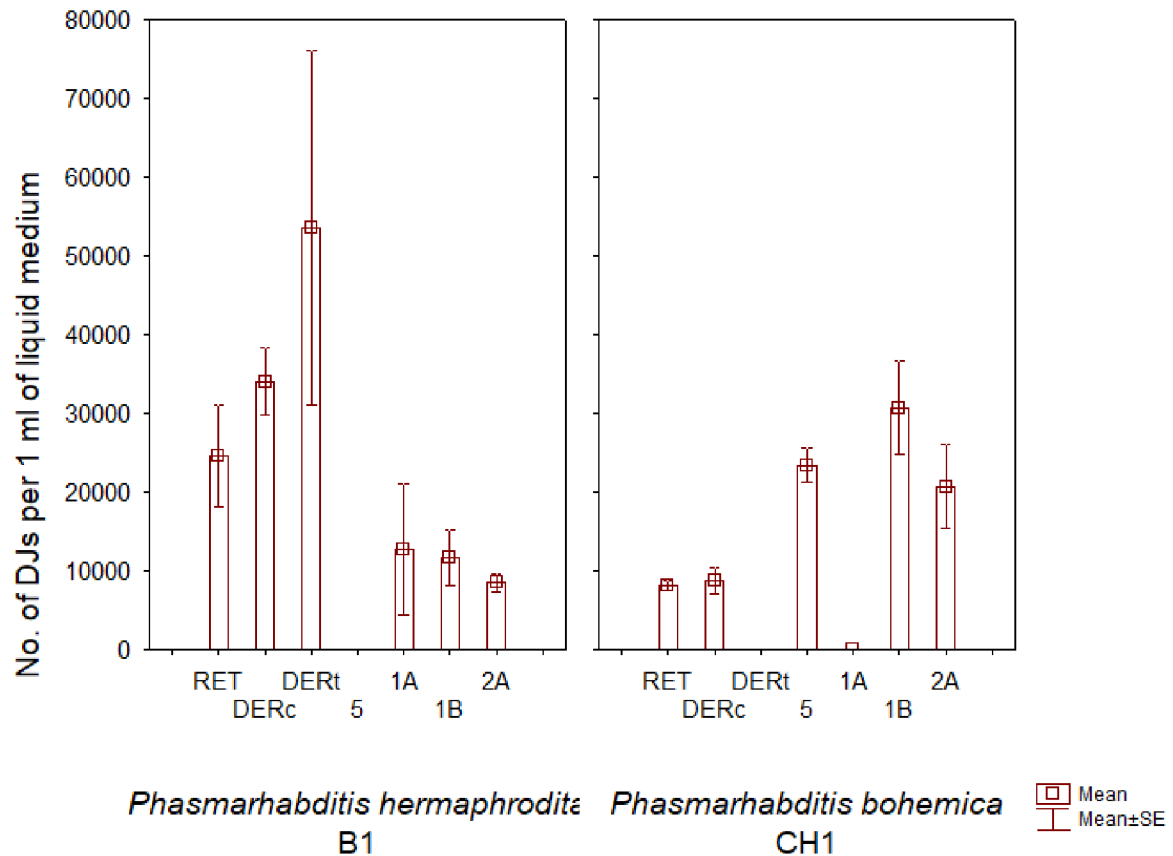 No. of DJs per 1 ml of liquid medium
80000
70000
60000
50000
40000
30000
20000
10000
0
RET DERt 1A 2A
DERc 5 1B
RET DERt 1A 2A
DERc 5 1B
Phasmarhabditis hermaphrodita
B1
Phasmarhabditis bohemica
CH1
Mean
Mean±SE